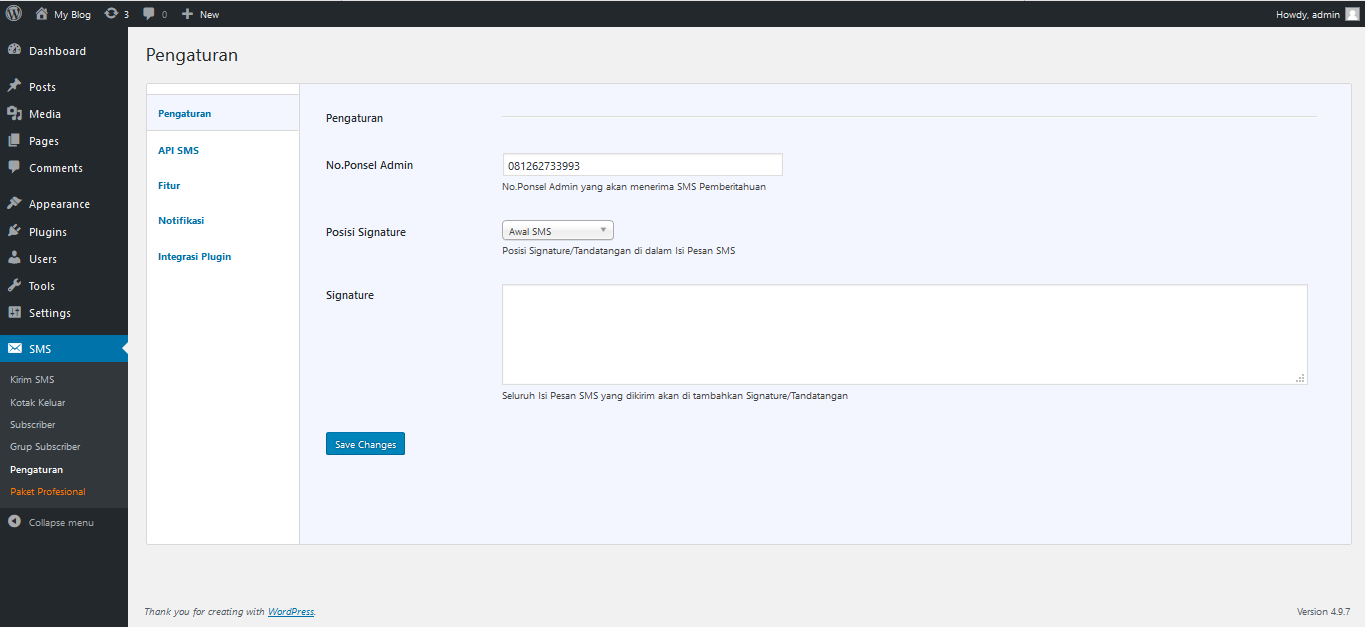 My Blog 3 0 New Howdy, admin
Dashboard
Posts
Media
Pages
Comments
Appearance
Plugins
Users
Tools
Settings
SMS
Kirim SMS
Kotak Keluar
Subscriber
Grup Subscriber
Pengaturan
Paket Profesional
Collapse menu
Pengaturan
Pengaturan
API SMS
Fitur
Notifikasi
Integrasi Plugin
Pengaturan
No.Ponsel Admin 081262733993
No.Ponsel Admin yang akan menerima SMS Pemberitahuan
Posisi Signature Awal SMS
Posisi Signature/Tandatangan di dalam Isi Pesan SMS
Signature
Seluruh Isi Pesan SMS yang dikirim akan di tambahkan Signature/Tandatangan
Save Changes
Thank you for creating with WordPress. Version 4.9.7